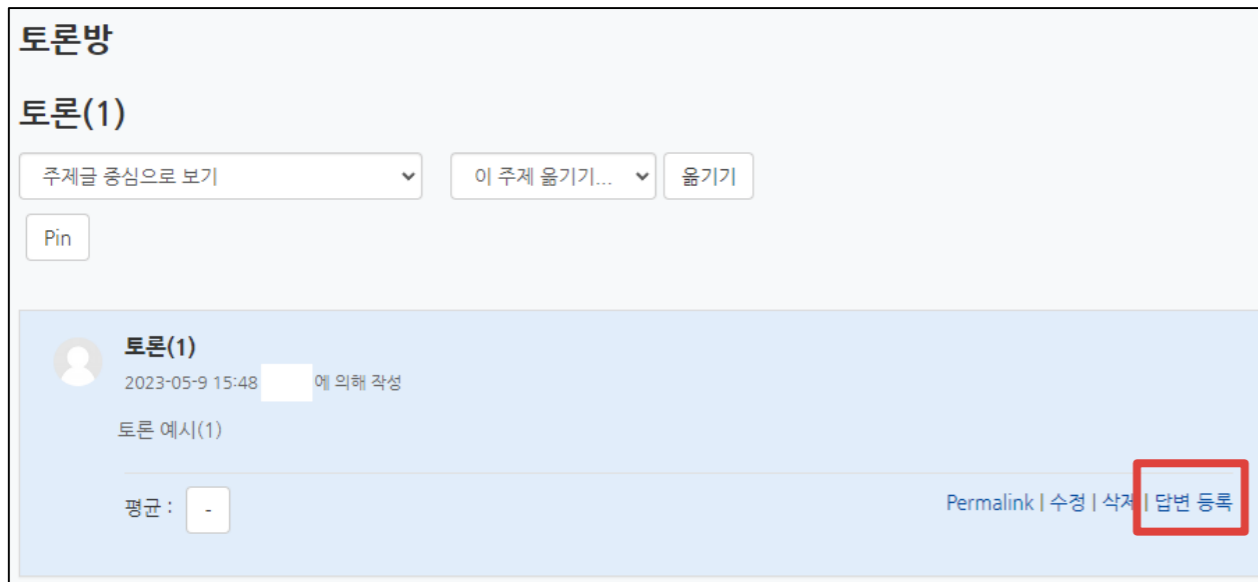 토론방
토론(1)
주제글 중심으로 보기 이 주제 옮기기... 옮기기
Pin
토론(1)
2023-05-9 15:48 에 의해 작성
토론 예시(1)
평균 : - Permalink | 수정 | 삭제 | 답변 등록